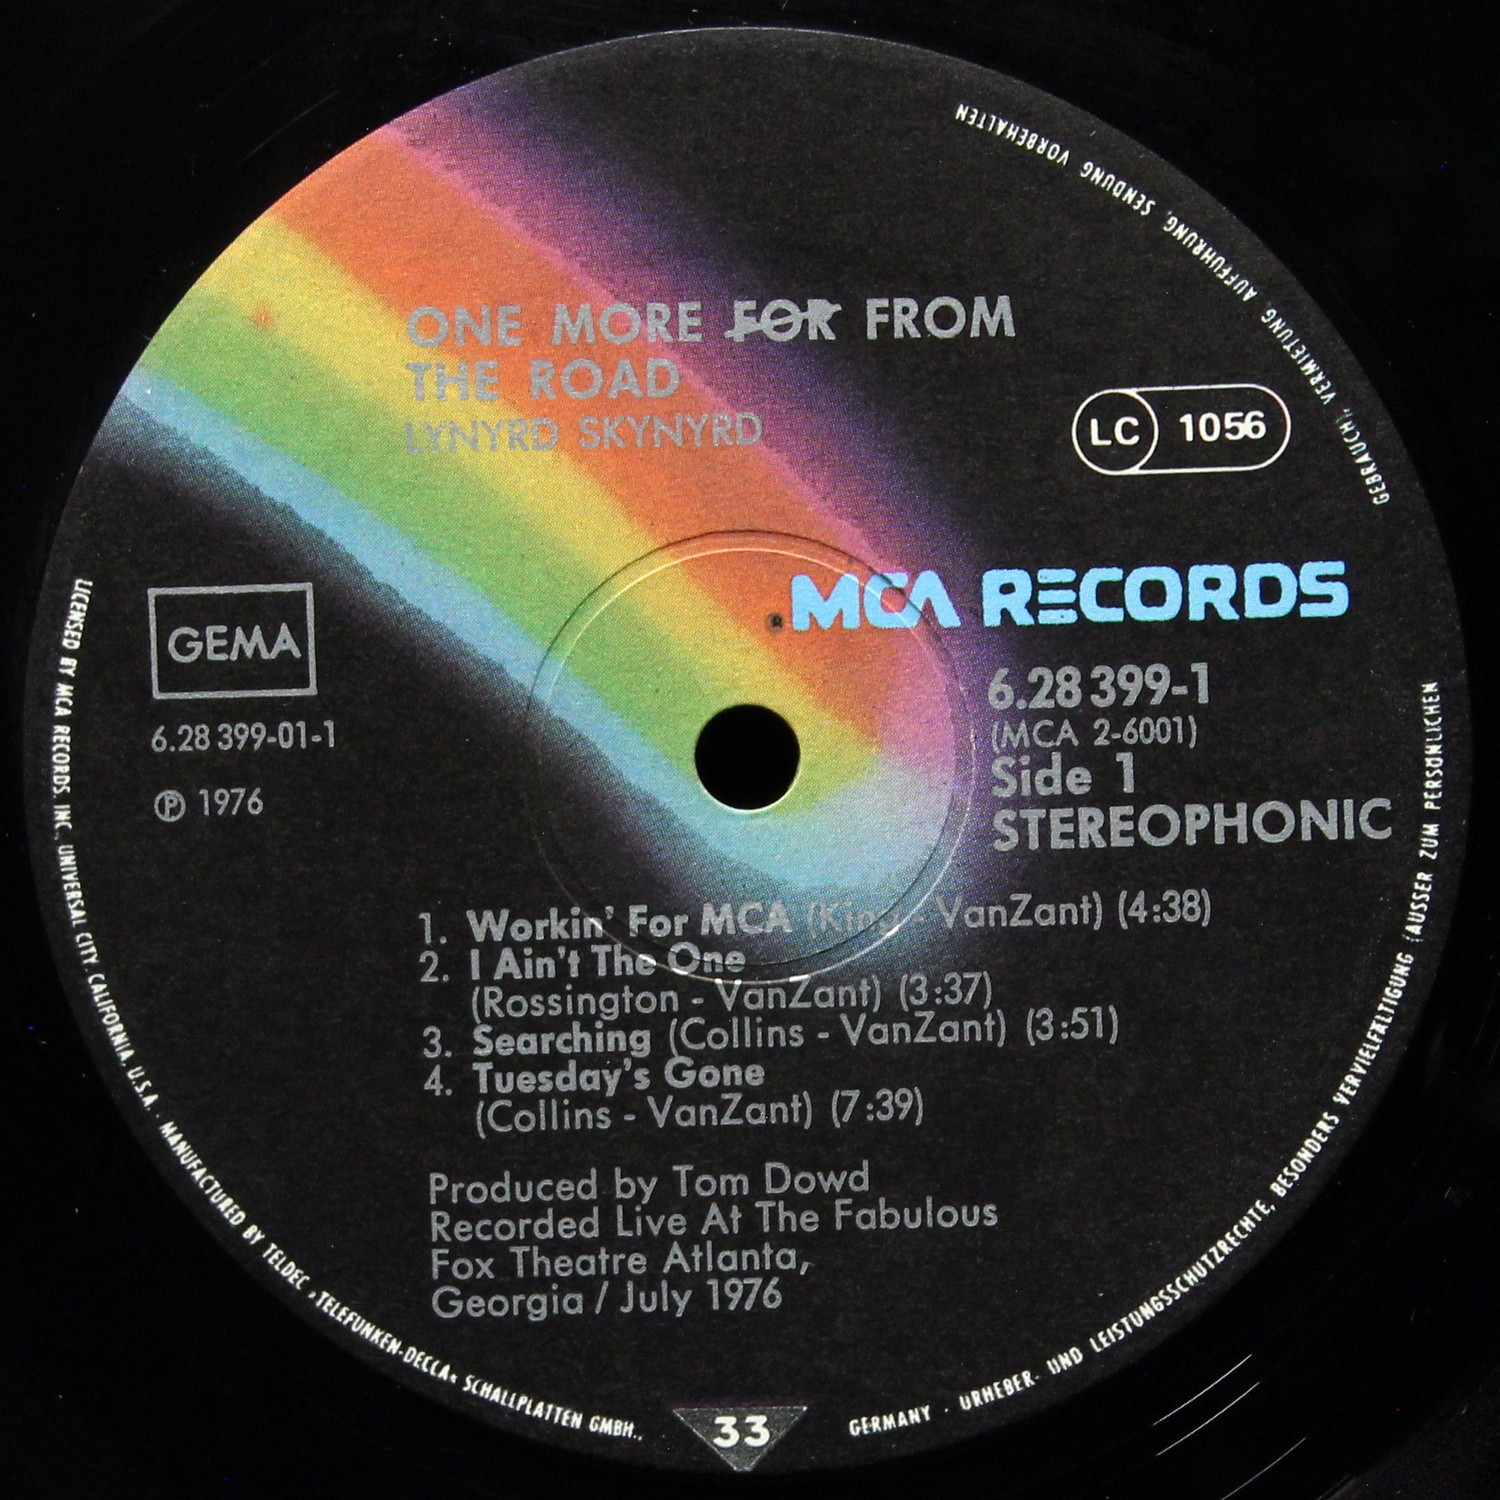 ONE MORE FOR FROM
THE ROAD
LYNYRD SKYNYRD
LC 1056
MCA RECORDS
®
GEMA
6.28 399-01-1
℗ 1976
6.28 399-1
(MCA 2-6001)
Side 1
STEREOPHONIC
1. Workin' For MCA (King - VanZant) (4:38)
2. I Ain't The One
(Rossington - VanZant) (3:37)
3. Searching (Collins - VanZant) (3:51)
4. Tuesday's Gone
(Collins - VanZant) (7:39)
Produced by Tom Dowd
Recorded Live At The Fabulous
Fox Theatre Atlanta,
Georgia / July 1976
33
LICENSED BY MCA RECORDS, INC., UNIVERSAL CITY, CALIFORNIA U.S.A. · MANUFACTURED BY TELDEC „TELEFUNKEN-DECCA“ SCHALLPLATTEN GMBH.,
GERMANY · URHEBER- UND LEISTUNGSSCHUTZRECHTE, BESONDERS VERVIELFÄLTIGUNG (AUSSER ZUM PERSÖNLICHEN
GEBRAUCH), VERMIETUNG, AUFFÜHRUNG, SENDUNG VORBEHALTEN